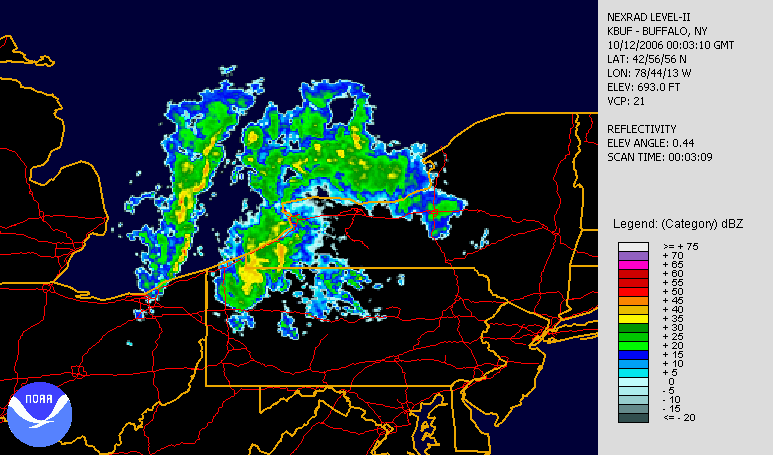 NEXRAD LEVEL-II
KBUF - BUFFALO, NY
10/12/2006 00:03:10 GMT
LAT: 42/56/56 N
LON: 78/44/13 W
ELEV: 693.0 FT
VCP: 21
REFLECTIVITY
ELEV ANGLE: 0.44
SCAN TIME: 00:03:09
Legend: (Category) dBZ
>= + 75
+ 70
+ 65
+ 60
+ 55
+ 50
+ 45
+ 40
+ 35
+ 30
+ 25
+ 20
+ 15
+ 10
+ 5
0
- 5
- 10
- 15
<= - 20
NOAA